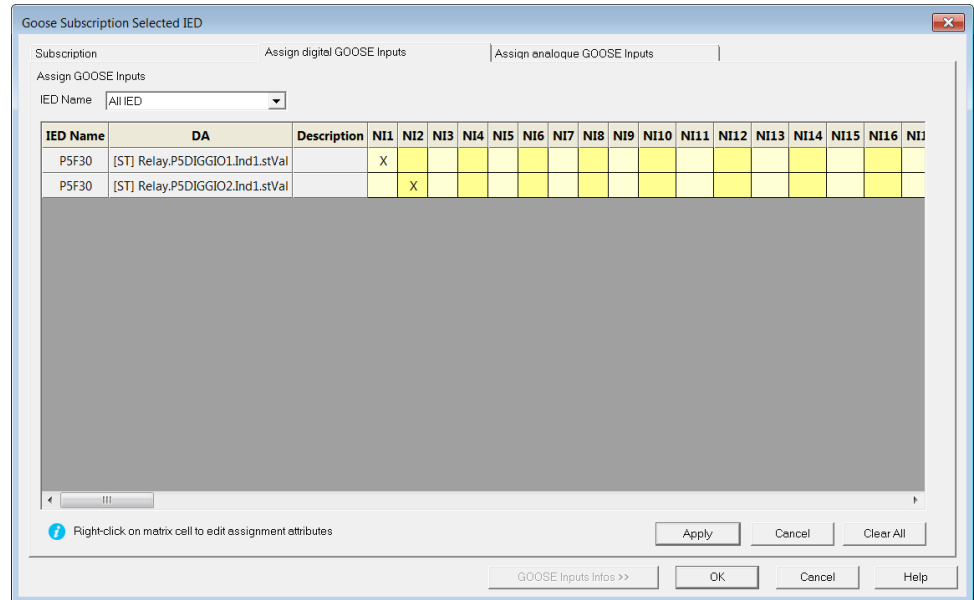 Goose Subscription Selected IED
Subscription Assign digital GOOSE Inputs Assign analogue GOOSE Inputs
Assign GOOSE Inputs
IED Name All IED
IED Name DA Description NI1 NI2 NI3 NI4 NI5 NI6 NI7 NI8 NI9 NI10 NI11 NI12 NI13 NI14 NI15 NI16 NI1
P5F30 [ST] Relay.P5DIGGIO1.Ind1.stVal X
P5F30 [ST] Relay.P5DIGGIO2.Ind1.stVal X
Right-click on matrix cell to edit assignment attributes Apply Cancel Clear All
GOOSE Inputs Infos >> OK Cancel Help